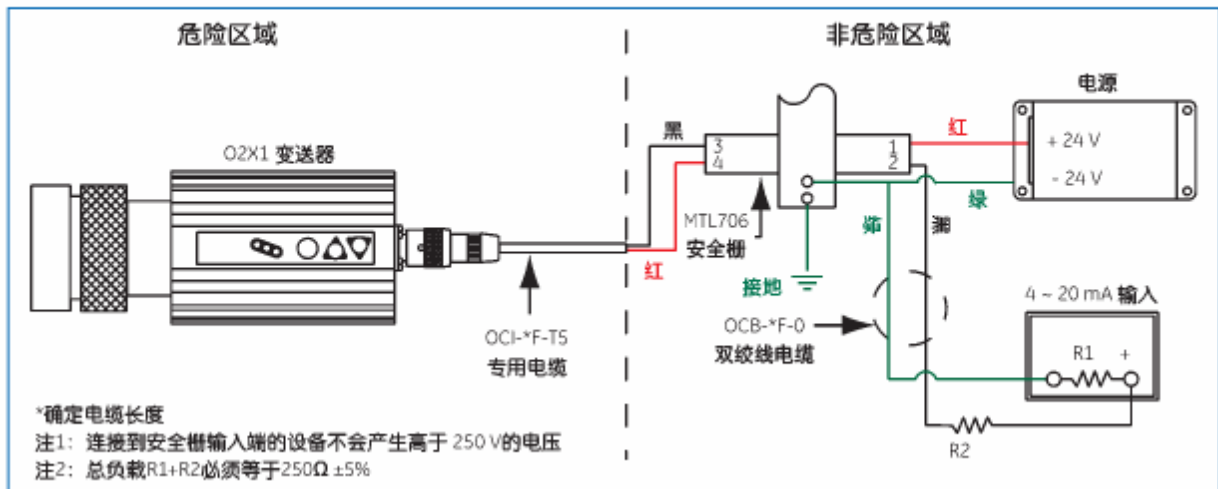 危险区域
非危险区域
电源
O2X1 变送器
黑
3
4
1
2
红
+ 24 V
- 24 V
绿
MTL706
安全栅
绿
黑
红
接地
OCI-*F-T5
专用电缆
OCB-*F-0
双绞线电缆
4 ~ 20 mA 输入
R1
+
R2
*确定电缆长度
注1: 连接到安全栅输入端的设备不会产生高于 250 V的电压
注2: 总负载R1+R2必须等于250Ω ±5%